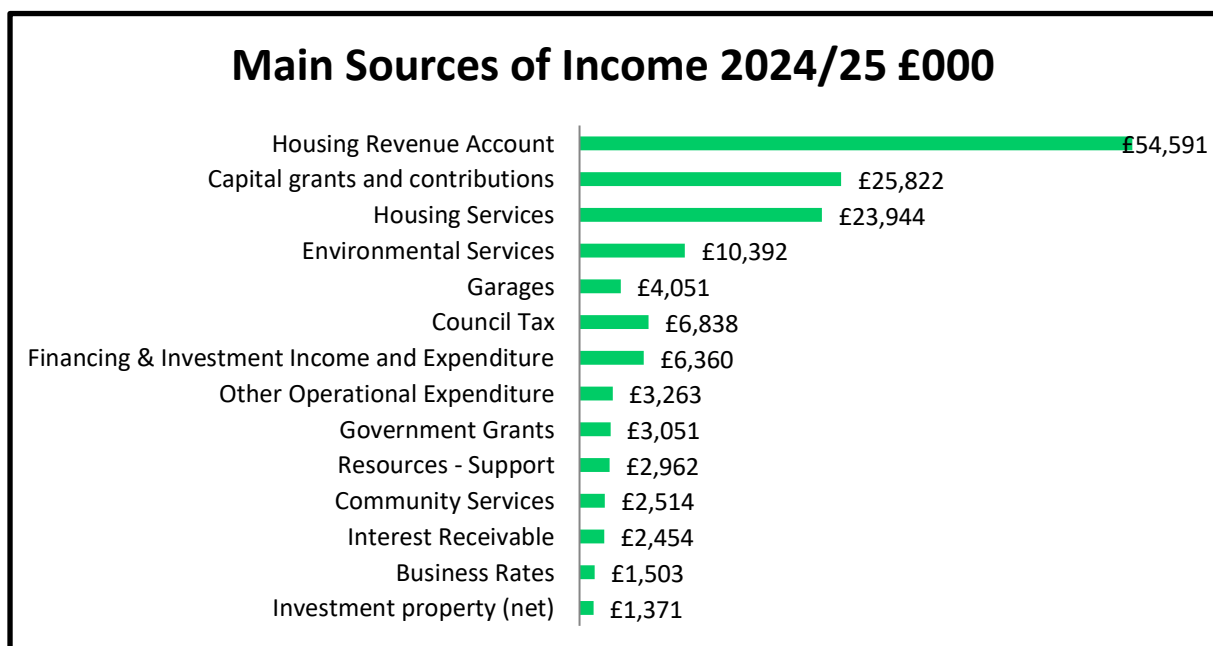 Main Sources of Income 2024/25 £000
Housing Revenue Account £54,591
Capital grants and contributions £25,822
Housing Services £23,944
Environmental Services £10,392
Garages £4,051
Council Tax £6,838
Financing & Investment Income and Expenditure £6,360
Other Operational Expenditure £3,263
Government Grants £3,051
Resources - Support £2,962
Community Services £2,514
Interest Receivable £2,454
Business Rates £1,503
Investment property (net) £1,371